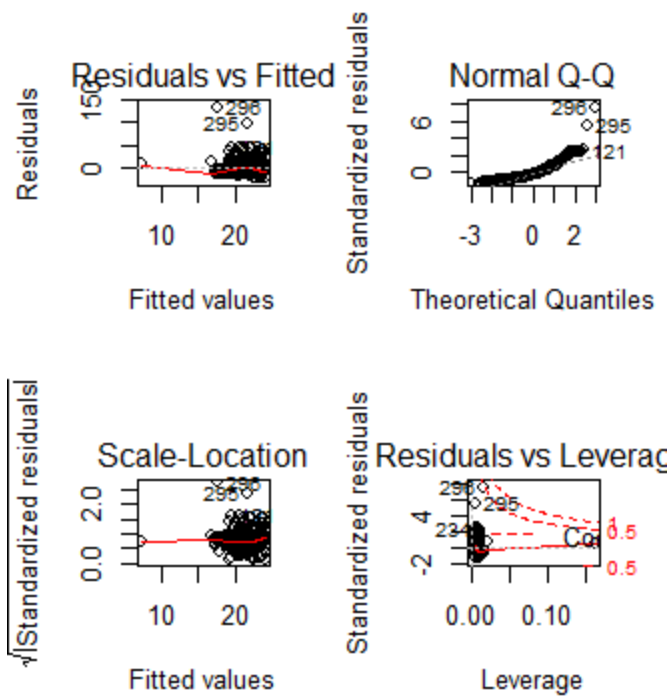 Residuals vs Fitted
Residuals
150
0
296
295
10 20
Fitted values
Normal Q-Q
Standardized residuals
6
0
296
295
121
-3 0 2
Theoretical Quantiles
Scale-Location
√|Standardized residuals|
2.0
0.0
296
295
10 20
Fitted values
Residuals vs Leverag
Standardized residuals
4
-2
296
295
234
Co
1
0.5
0.5
0.00 0.10
Leverage